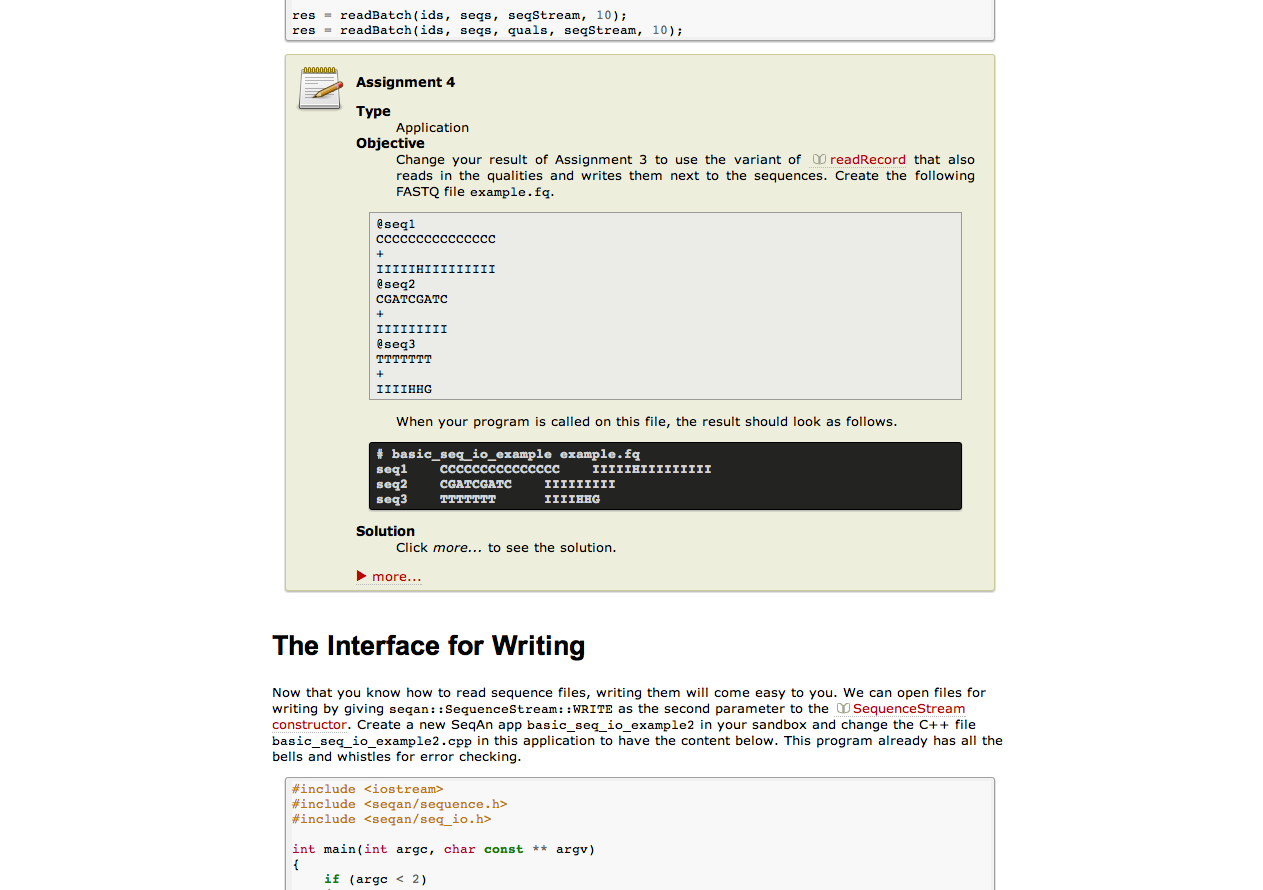 res = readBatch(ids, seqs, seqStream, 10);
res = readBatch(ids, seqs, quals, seqStream, 10);
Assignment 4
Type
Application
Objective
Change your result of Assignment 3 to use the variant of readRecord that also
reads in the qualities and writes them next to the sequences. Create the following
FASTQ file example.fq.
@seq1
CCCCCCCCCCCCCCC
+
IIIIIHIIIIIIIII
@seq2
CGATCGATC
+
IIIIIIIII
@seq3
TTTTTTT
+
IIIIHHG
When your program is called on this file, the result should look as follows.
# basic_seq_io_example example.fq
seq1    CCCCCCCCCCCCCCC    IIIIIHIIIIIIIII
seq2    CGATCGATC    IIIIIIIII
seq3    TTTTTTT      IIIIHHG
Solution
Click more... to see the solution.
more...
The Interface for Writing
Now that you know how to read sequence files, writing them will come easy to you. We can open files for
writing by giving seqan::SequenceStream::WRITE as the second parameter to the SequenceStream
constructor. Create a new SeqAn app basic_seq_io_example2 in your sandbox and change the C++ file
basic_seq_io_example2.cpp in this application to have the content below. This program already has all the
bells and whistles for error checking.
#include <iostream>
#include <seqan/sequence.h>
#include <seqan/seq_io.h>
int main(int argc, char const ** argv)
{
    if (argc < 2)